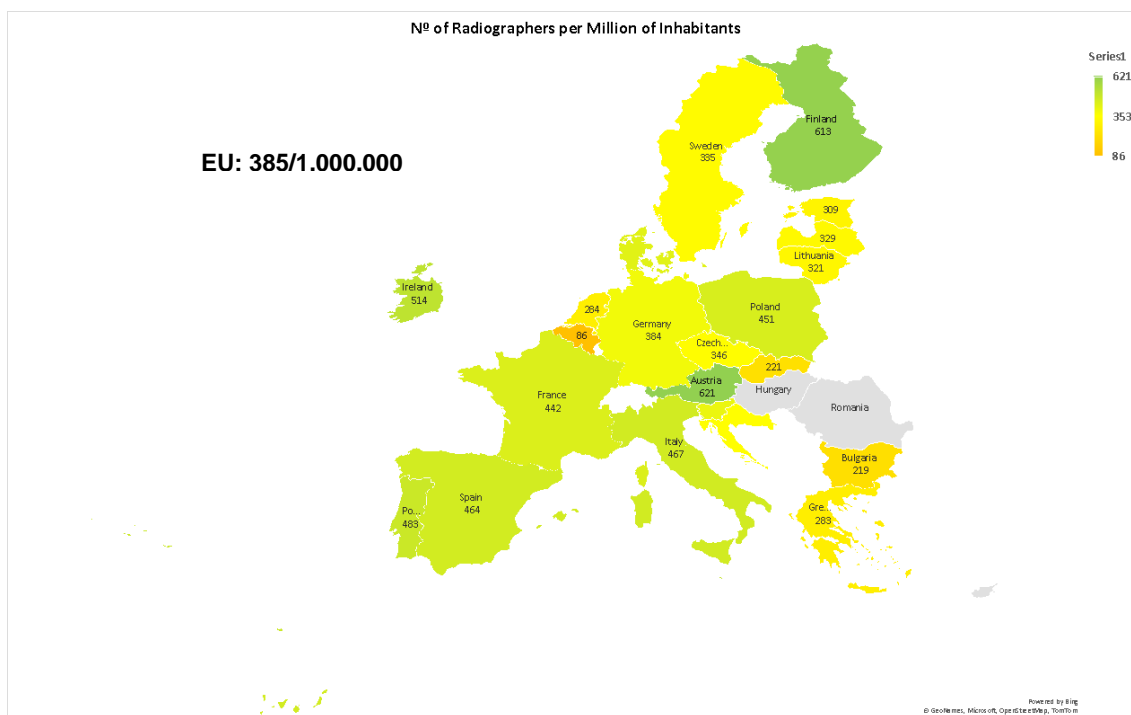 Nº of Radiographers per Million of Inhabitants
Series1
621
353
86
EU: 385/1.000.000
Finland
613
Sweden
335
309
329
Lithuania
321
Ireland
514
284
Germany
384
Poland
451
86
Czech...
346
221
Austria
621
Hungary
Romania
France
442
Italy
467
Bulgaria
219
Gre...
283
Spain
464
Po...
483
Powered by Bing
© GeoNames, Microsoft, OpenStreetMap, TomTom